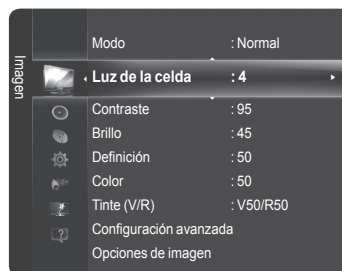 Imagen
Modo : Normal
Luz de la celda : 4
Contraste : 95
Brillo : 45
Definición : 50
Color : 50
Tinte (V/R) : V50/R50
Configuración avanzada
Opciones de imagen